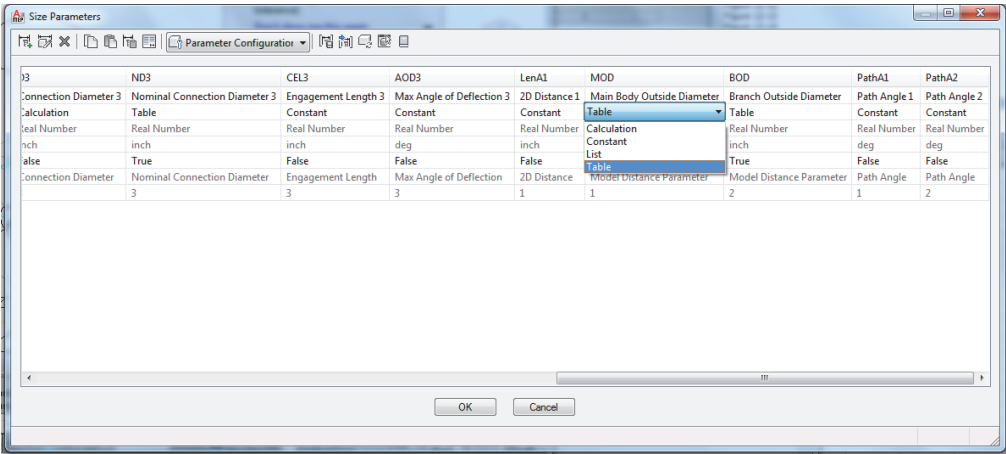 Size Parameters
Parameter Configuration
D3 ND3 CEL3 AOD3 LenA1 MOD BOD PathA1 PathA2
Connection Diameter 3 Nominal Connection Diameter 3 Engagement Length 3 Max Angle of Deflection 3 2D Distance 1 Main Body Outside Diameter Branch Outside Diameter Path Angle 1 Path Angle 2
Calculation Table Constant Constant Constant Table Table Constant Constant
Real Number Real Number Real Number Real Number Real Number Calculation Real Number Real Number Real Number
inch inch inch deg inch Constant inch deg deg
List
False True False False False Table True False False
Connection Diameter Nominal Connection Diameter Engagement Length Max Angle of Deflection 2D Distance Model Distance Parameter Model Distance Parameter Path Angle Path Angle
3 3 3 1 1 2 1 2
OK Cancel